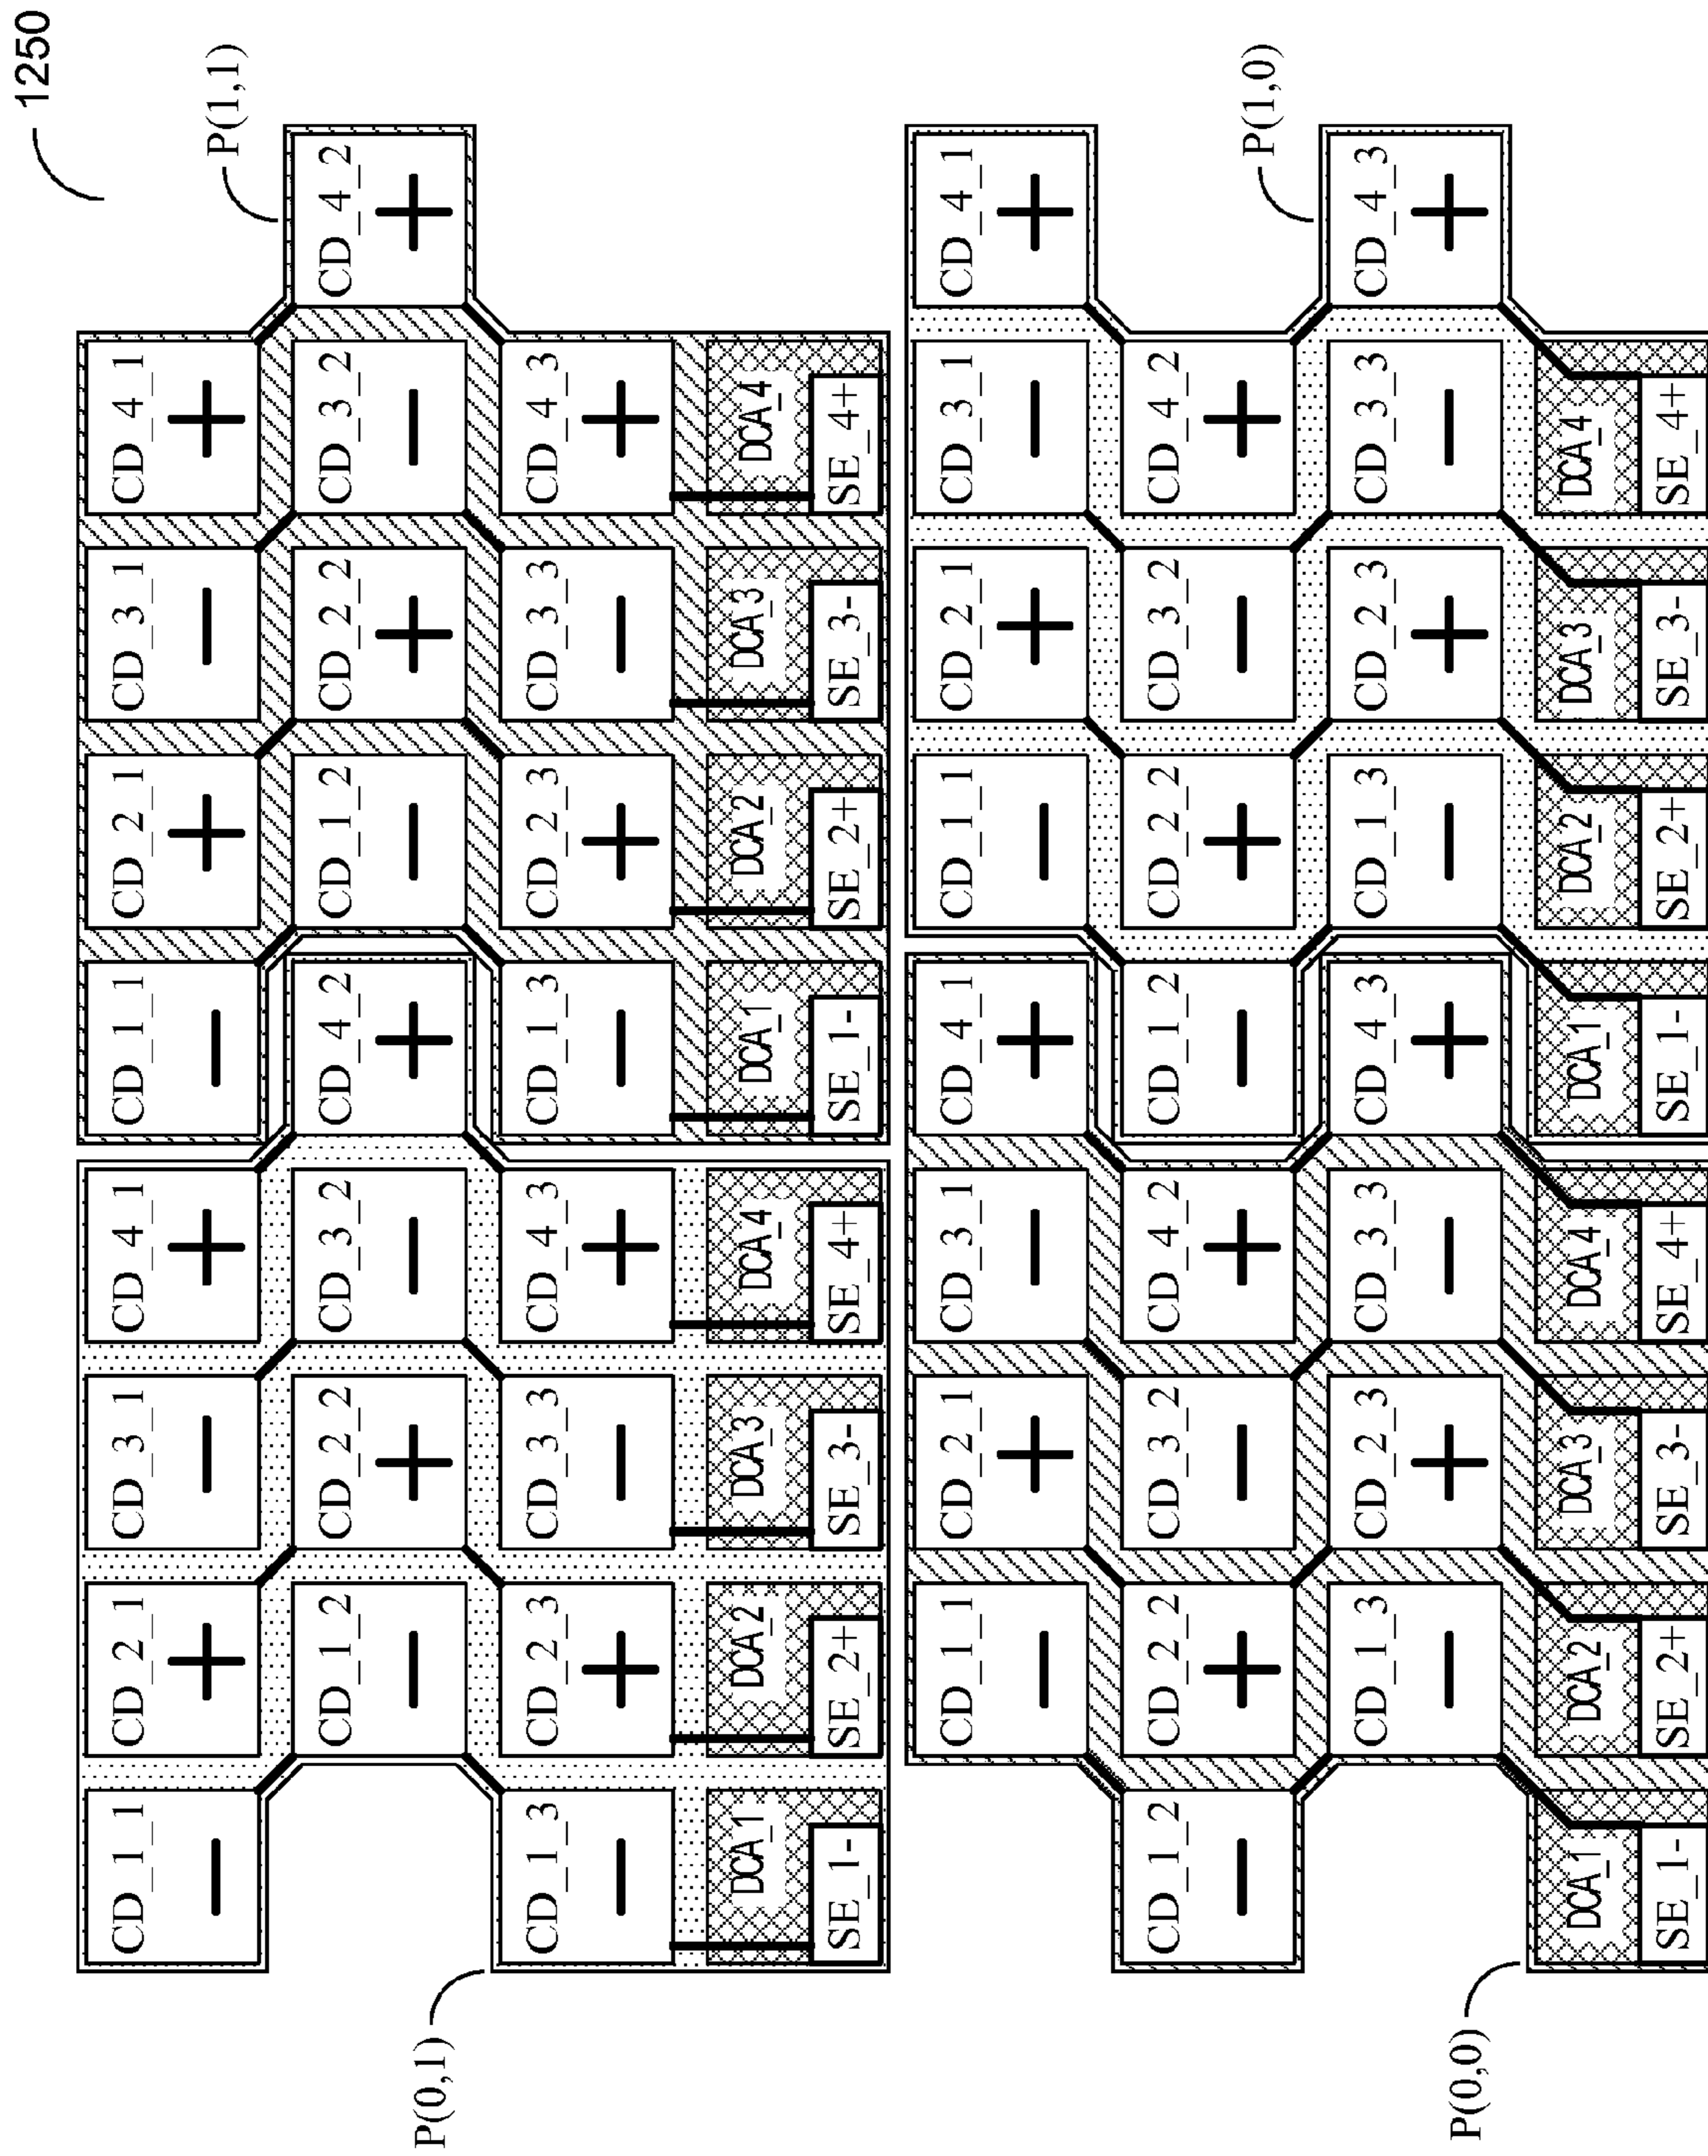 1250
CD_1_1 CD_2_1 CD_3_1 CD_4_1 CD_1_1 CD_2_1 CD_3_1 CD_4_1
− + − + − + − +
P(1,1)
CD_1_2 CD_2_2 CD_3_2 CD_4_2 CD_1_2 CD_2_2 CD_3_2 CD_4_2
− + − + − + − +
P(0,1)
CD_1_3 CD_2_3 CD_3_3 CD_4_3 CD_1_3 CD_2_3 CD_3_3 CD_4_3
− + − + − + − +
DCA_1 DCA_2 DCA_3 DCA_4 DCA_1 DCA_2 DCA_3 DCA_4
SE_1- SE_2+ SE_3- SE_4+ SE_1- SE_2+ SE_3- SE_4+
CD_1_1 CD_2_1 CD_3_1 CD_4_1 CD_1_1 CD_2_1 CD_3_1 CD_4_1
− + − + − + − +
CD_1_2 CD_2_2 CD_3_2 CD_4_2 CD_1_2 CD_2_2 CD_3_2 CD_4_2
− + − + − + − +
P(1,0)
CD_1_3 CD_2_3 CD_3_3 CD_4_3 CD_1_3 CD_2_3 CD_3_3 CD_4_3
− + − + − + − +
P(0,0)
DCA_1 DCA_2 DCA_3 DCA_4 DCA_1 DCA_2 DCA_3 DCA_4
SE_1- SE_2+ SE_3- SE_4+ SE_1- SE_2+ SE_3- SE_4+